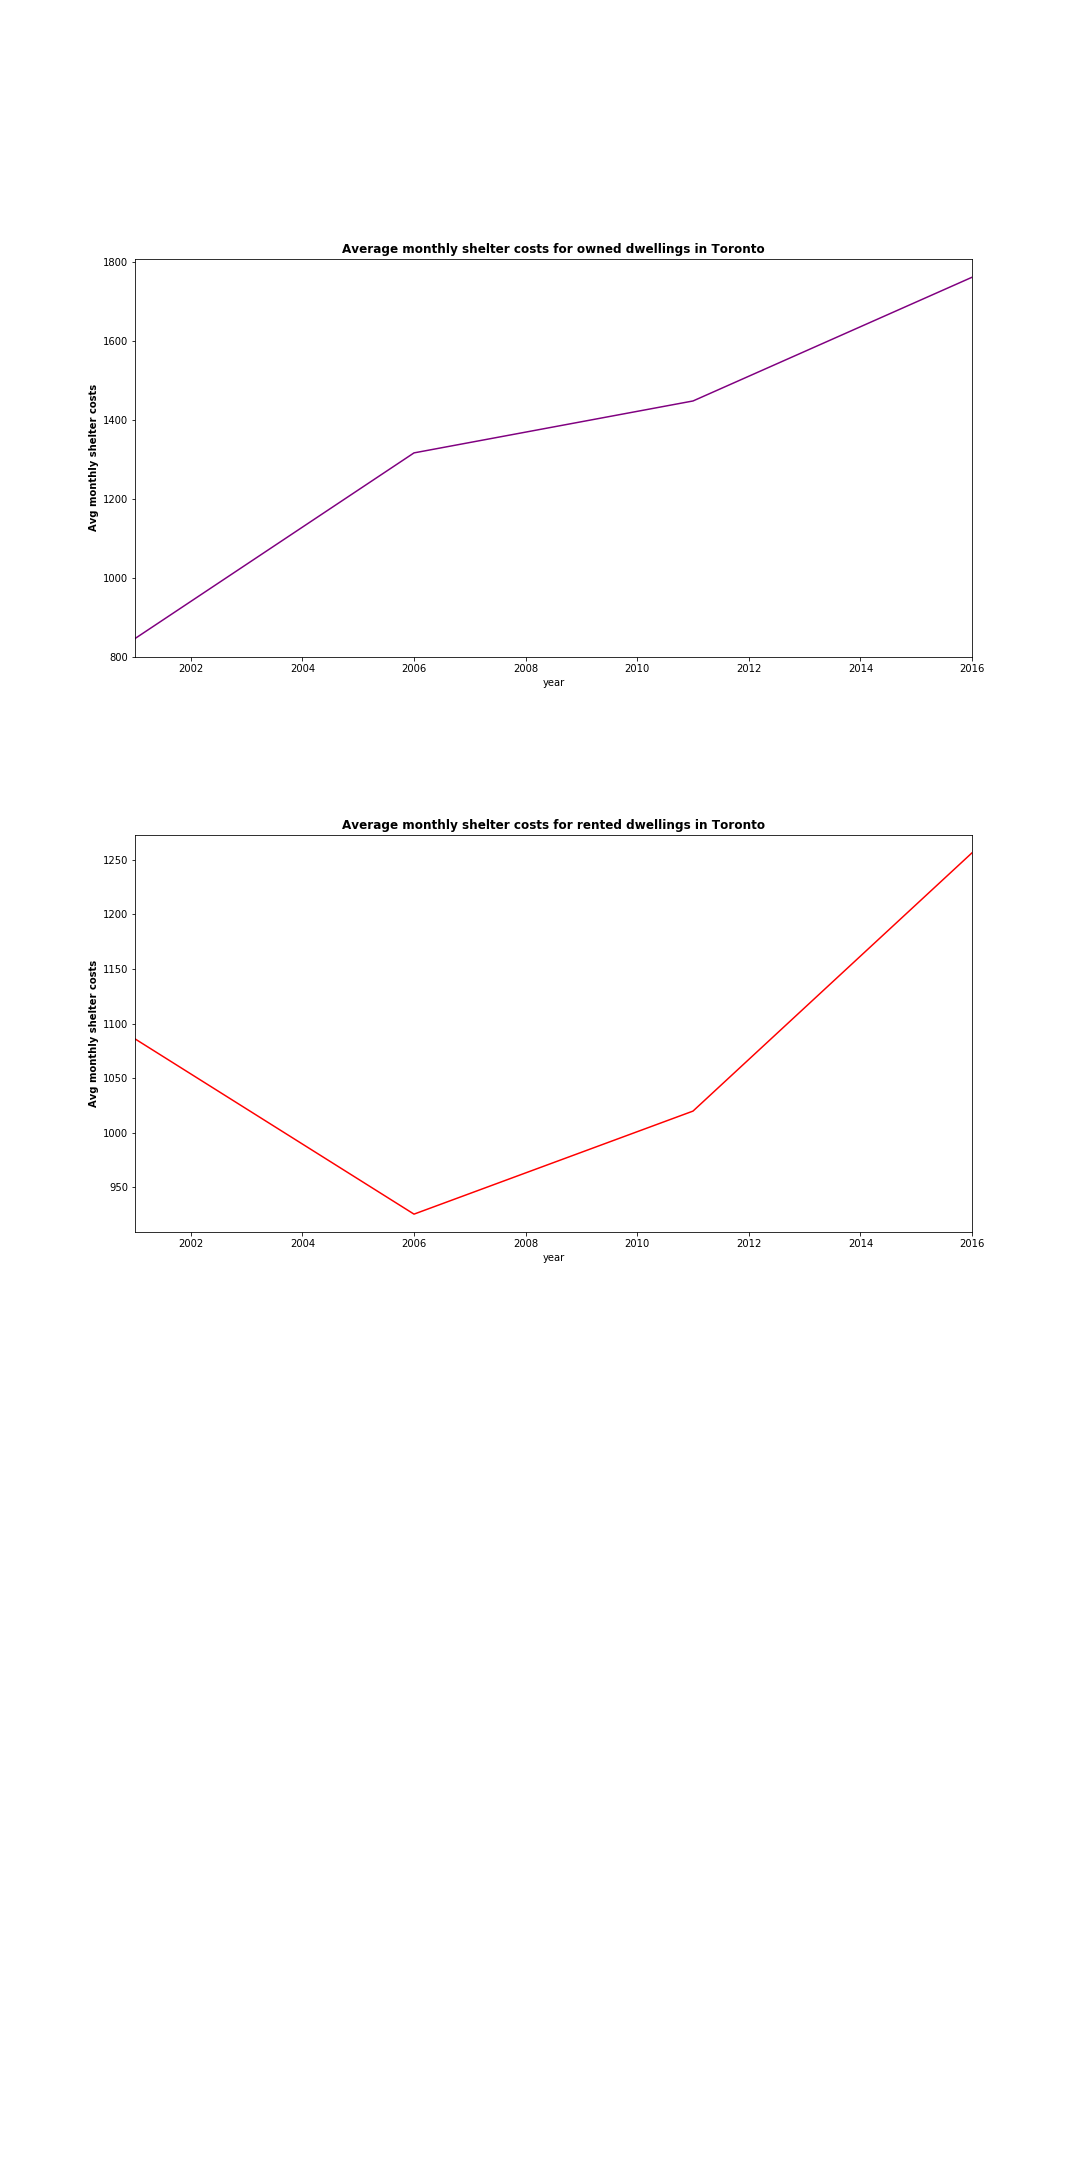 Average monthly shelter costs for owned dwellings in Toronto
1800
1600
1400
1200
1000
800
Avg monthly shelter costs
2002 2004 2006 2008 2010 2012 2014 2016
year
Average monthly shelter costs for rented dwellings in Toronto
1250
1200
1150
1100
1050
1000
950
Avg monthly shelter costs
2002 2004 2006 2008 2010 2012 2014 2016
year